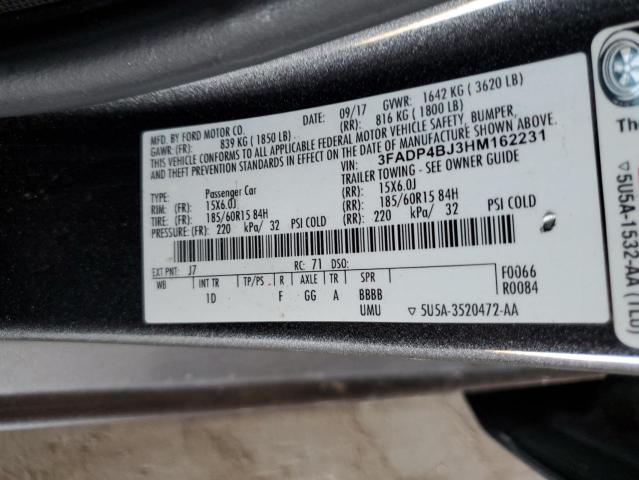 MFD. BY FORD MOTOR CO.
DATE: 09/17 GVWR: 1642 KG ( 3620 LB)
GAWR: (FR): 839 KG ( 1850 LB) (RR): 816 KG ( 1800 LB)
THIS VEHICLE CONFORMS TO ALL APPLICABLE FEDERAL MOTOR VEHICLE SAFETY, BUMPER,
AND THEFT PREVENTION STANDARDS IN EFFECT ON THE DATE OF MANUFACTURE SHOWN ABOVE.
VIN: 3FADP4BJ3HM162231
TYPE: Passenger Car TRAILER TOWING - SEE OWNER GUIDE
RIM: (FR): 15X6.0J (RR) 15X6.0J
TIRE: (FR): 185/60R15 84H (RR) 185/60R15 84H
PRESSURE: (FR): 220 kPa/ 32 PSI COLD (RR) 220 kPa/ 32 PSI COLD
EXT PNT: J7 RC: 71 DSO:
WB INT TR TP/PS R AXLE TR SPR
1D F GG A BBBB
UMU
F0066
R0084
▽ 5U5A-3520472-AA
▽ 5U5A-1532-AA